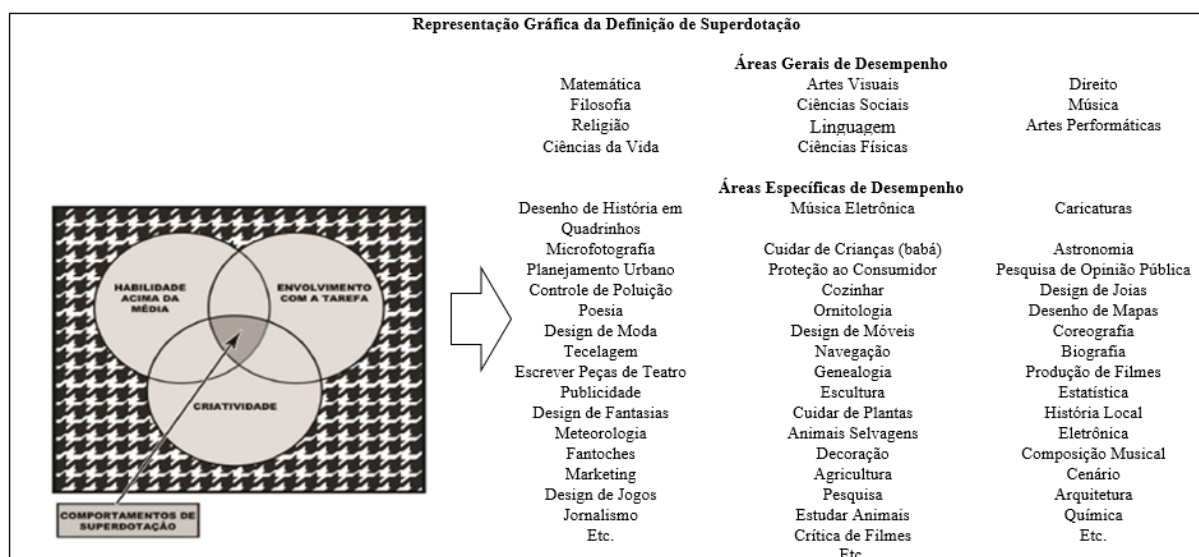 Representação Gráfica da Definição de Superdotação
Áreas Gerais de Desempenho
Matemática Artes Visuais Direito
Filosofia Ciências Sociais Música
Religião Linguagem Artes Performáticas
Ciências da Vida Ciências Físicas
Áreas Específicas de Desempenho
Desenho de História em Música Eletrônica Caricaturas
Quadrinhos
Microfotografia Cuidar de Crianças (babá) Astronomia
Planejamento Urbano Proteção ao Consumidor Pesquisa de Opinião Pública
Controle de Poluição Cozinhar Design de Joias
Poesia Ornitologia Desenho de Mapas
Design de Moda Design de Móveis Coreografia
Tecelagem Navegação Biografia
Escrever Peças de Teatro Genealogia Produção de Filmes
Publicidade Escultura Estatística
Design de Fantasias Cuidar de Plantas História Local
Meteorologia Animais Selvagens Eletrônica
Fantoches Decoração Composição Musical
Marketing Agricultura Cenário
Design de Jogos Pesquisa Arquitetura
Jornalismo Estudar Animais Química
Etc. Crítica de Filmes Etc.
Etc.
HABILIDADE
ACIMA DA
MÉDIA
ENVOLVIMENTO
COM A TAREFA
CRIATIVIDADE
COMPORTAMENTOS DE
SUPERDOTAÇÃO